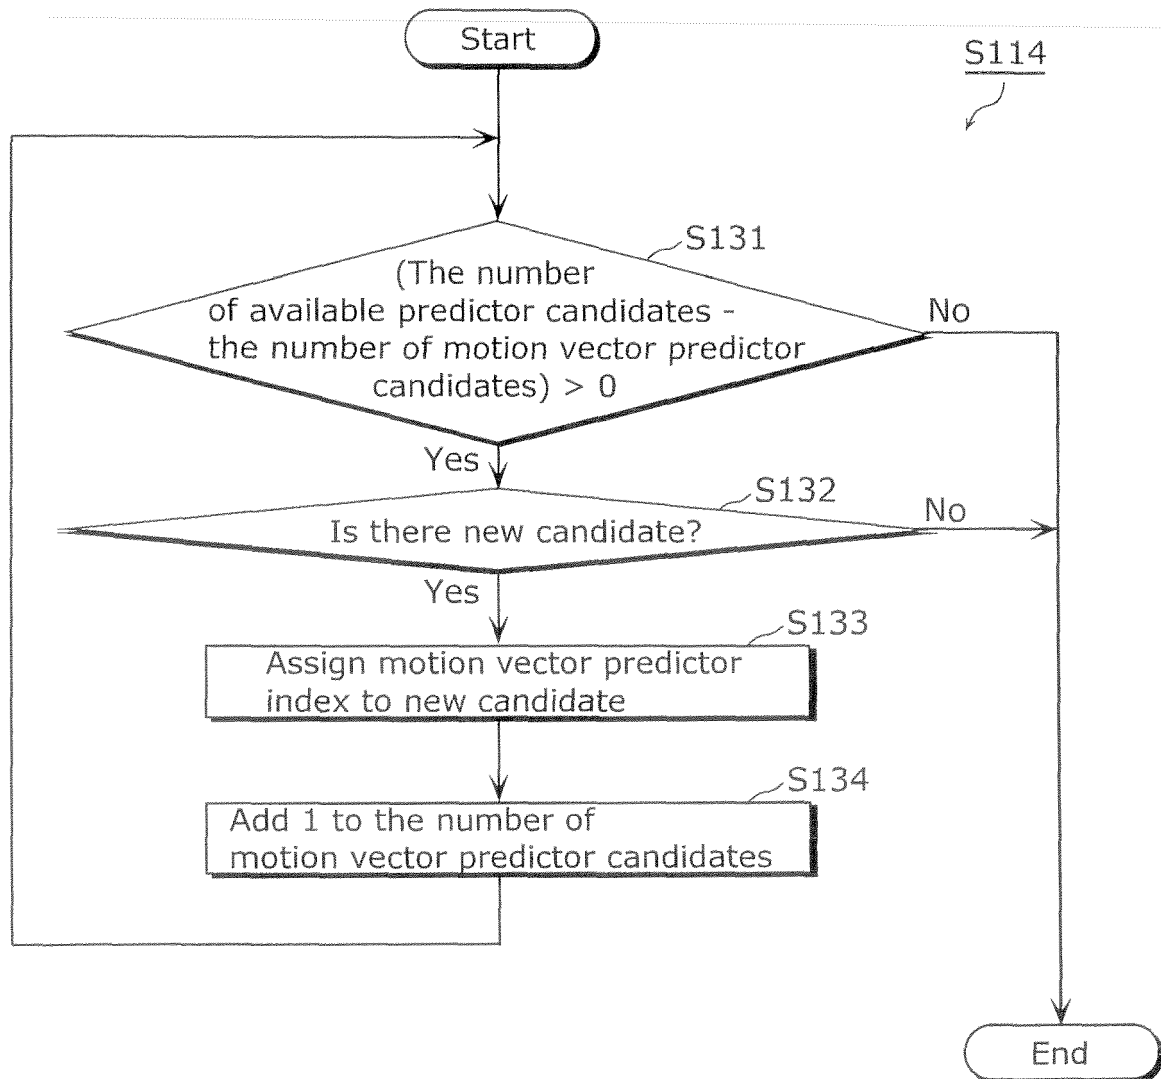 Start
S114
S131
(The number
of available predictor candidates -
the number of motion vector predictor
candidates) > 0
No
Yes
S132
Is there new candidate?
No
Yes
S133
Assign motion vector predictor
index to new candidate
S134
Add 1 to the number of
motion vector predictor candidates
End